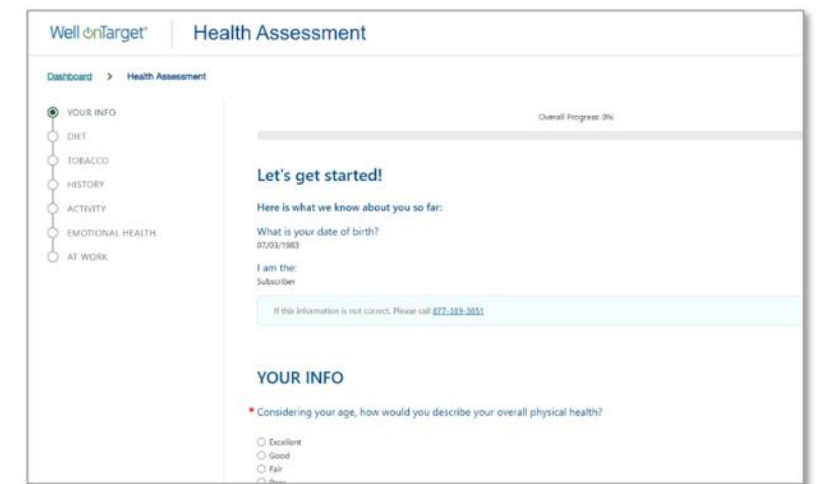 Well onTarget®
Health Assessment
Dashboard > Health Assessment
YOUR INFO
DIET
TOBACCO
HISTORY
ACTIVITY
EMOTIONAL HEALTH
AT WORK
Overall Progress: 0%
Let's get started!
Here is what we know about you so far:
What is your date of birth?
07/03/1983
I am the:
Subscriber
If this information is not correct, Please call 877-389-3651
YOUR INFO
* Considering your age, how would you describe your overall physical health?
Excellent
Good
Fair
Poor